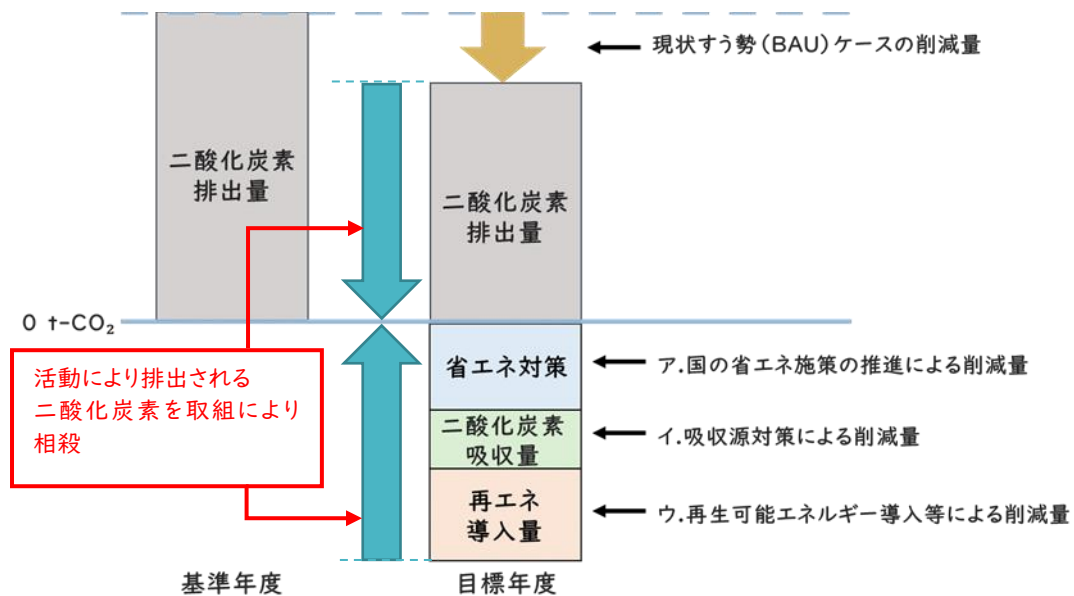 現状すう勢（BAU）ケースの削減量
二酸化炭素
排出量
二酸化炭素
排出量
0 t-CO₂
活動により排出される
二酸化炭素を取組により
相殺
省エネ対策
ア.国の省エネ施策の推進による削減量
二酸化炭素
吸収量
イ.吸収源対策による削減量
再エネ
導入量
ウ.再生可能エネルギー導入等による削減量
基準年度
目標年度